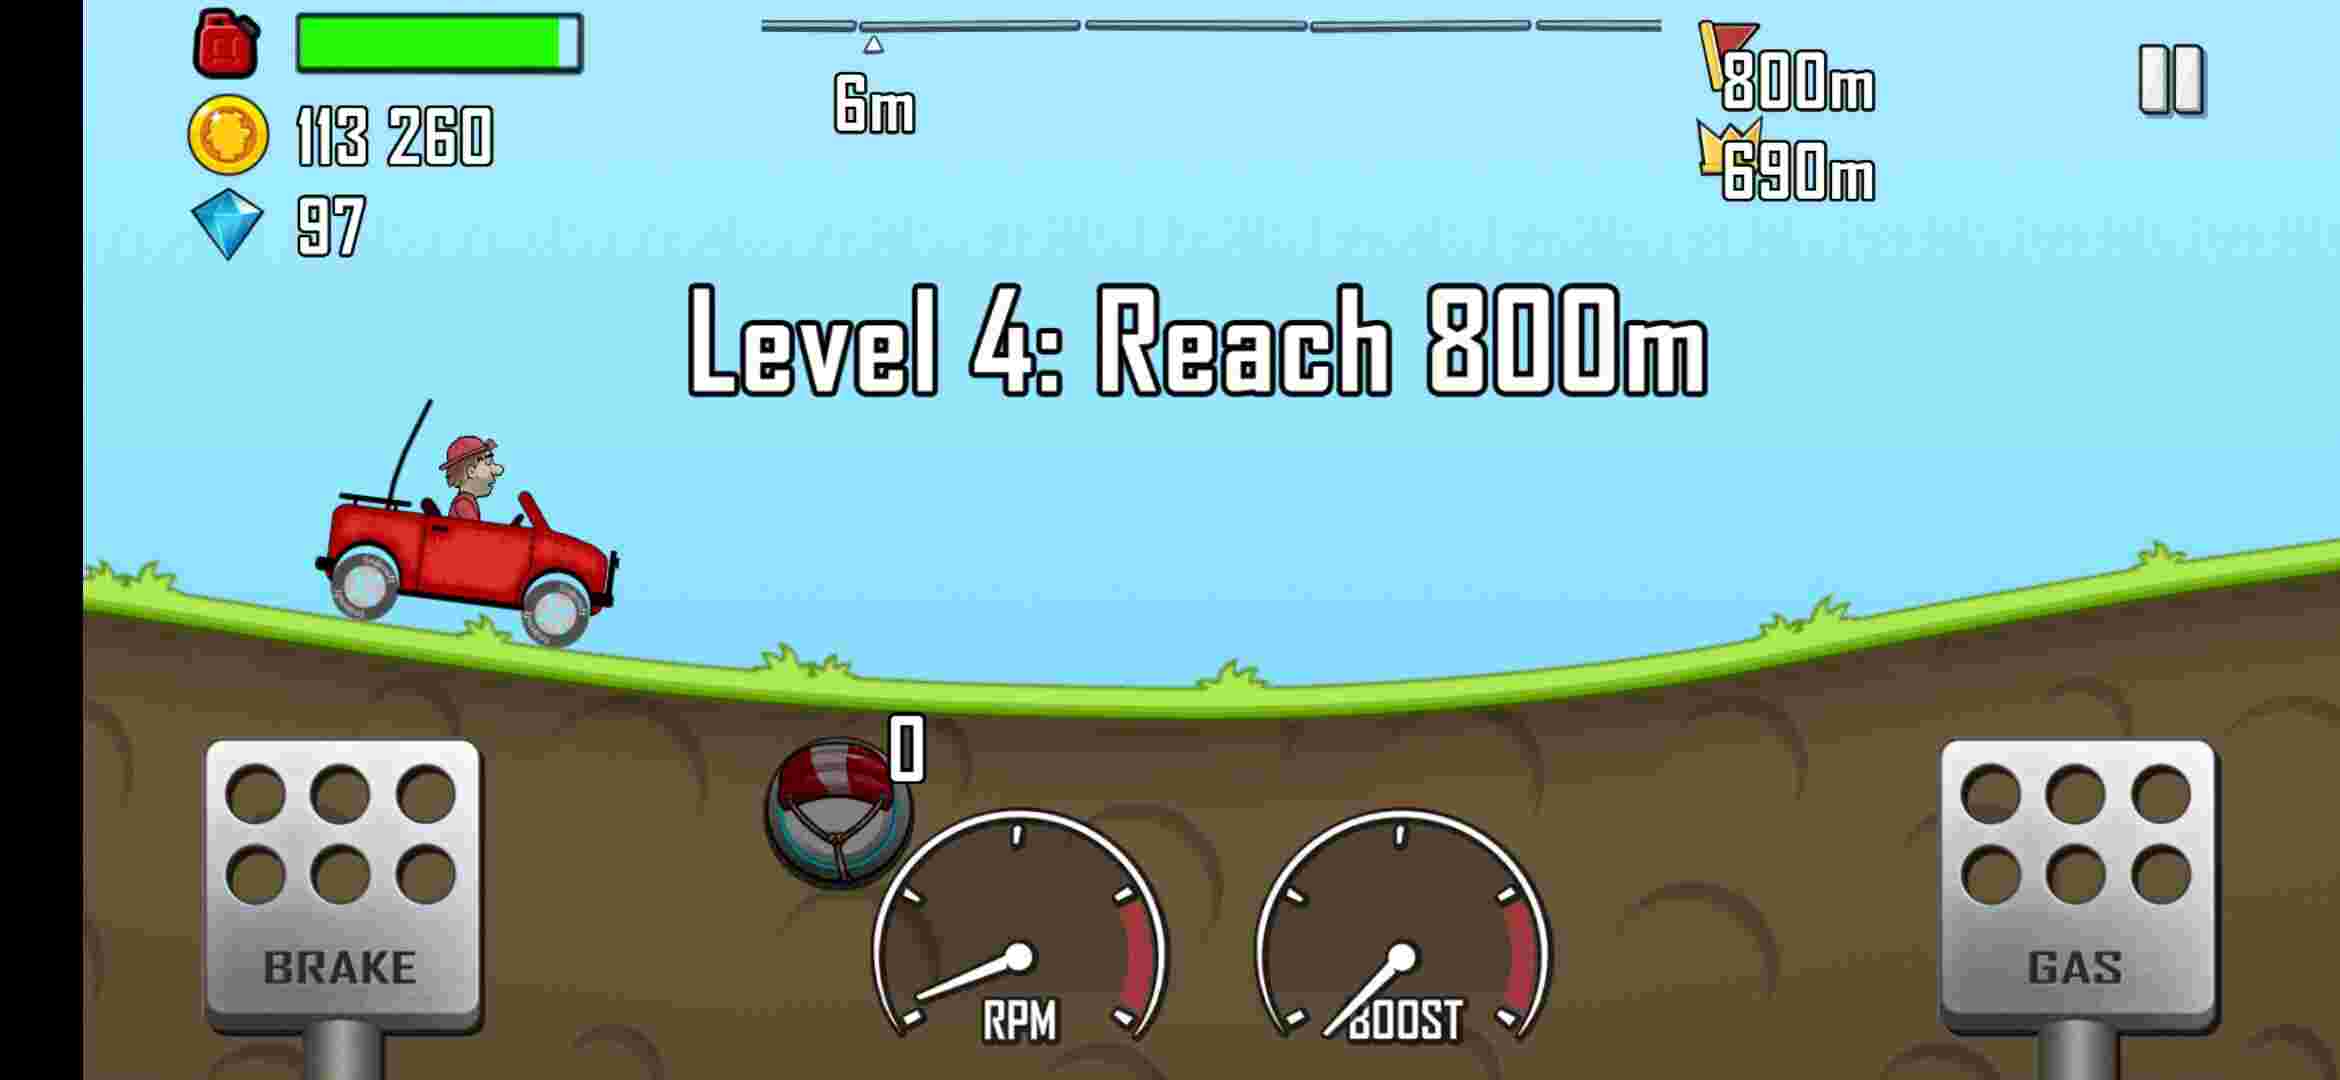 113 260
97
6m
800m
690m
Level 4: Reach 800m
0
BRAKE
RPM
BOOST
GAS